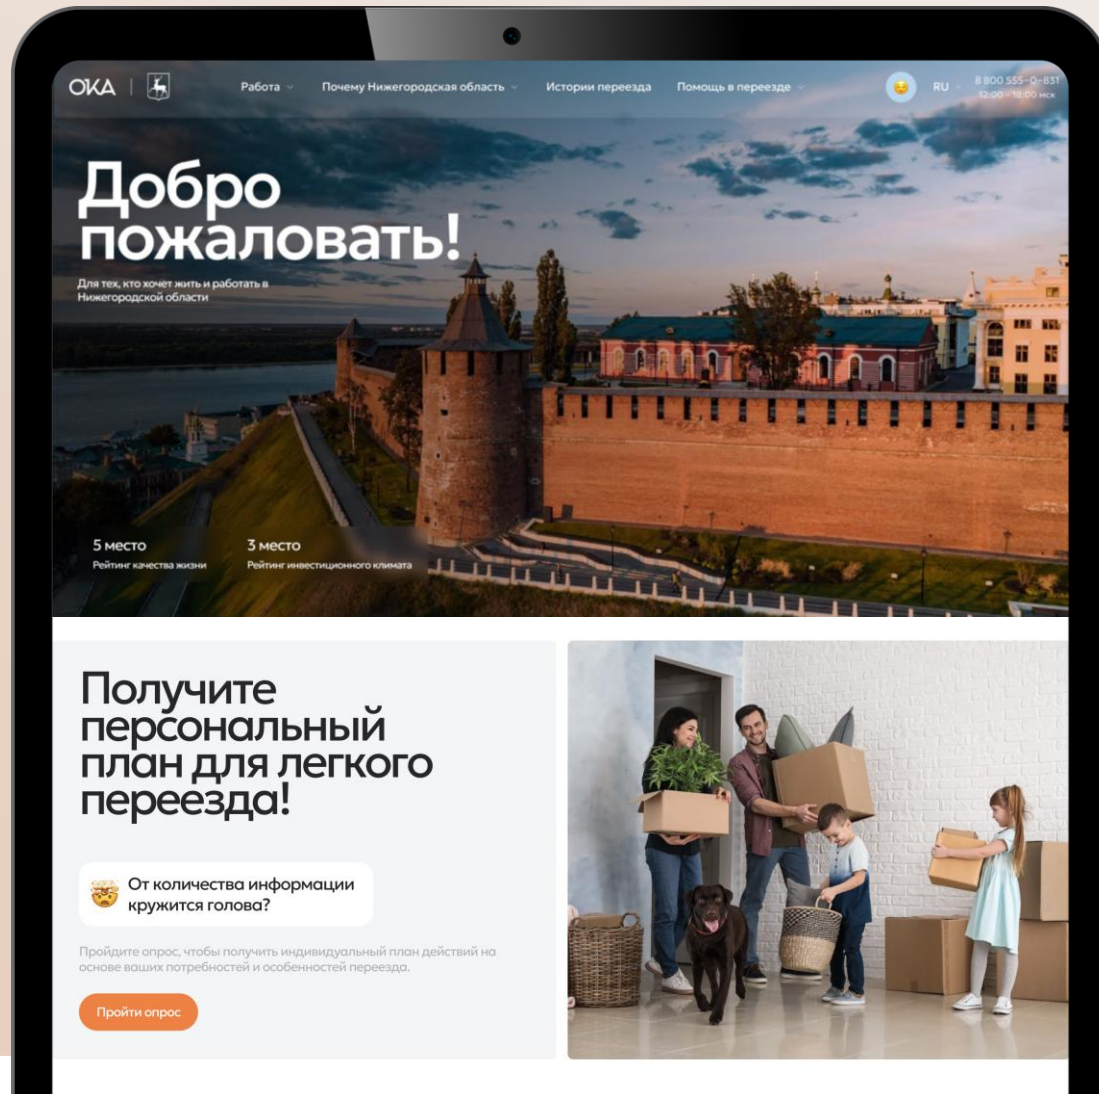 ОКА
Работа
Почему Нижегородская область
Истории переезда
Помощь в переезде
RU
8 800 555-0-831
12:00 - 18:00 мск
Добро
пожаловать!
Для тех, кто хочет жить и работать в
Нижегородской области
5 место
Рейтинг качества жизни
3 место
Рейтинг инвестиционного климата
Получите
персональный
план для легкого
переезда!
От количества информации
кружится голова?
Пройдите опрос, чтобы получить индивидуальный план действий на
основе ваших потребностей и особенностей переезда.
Пройти опрос